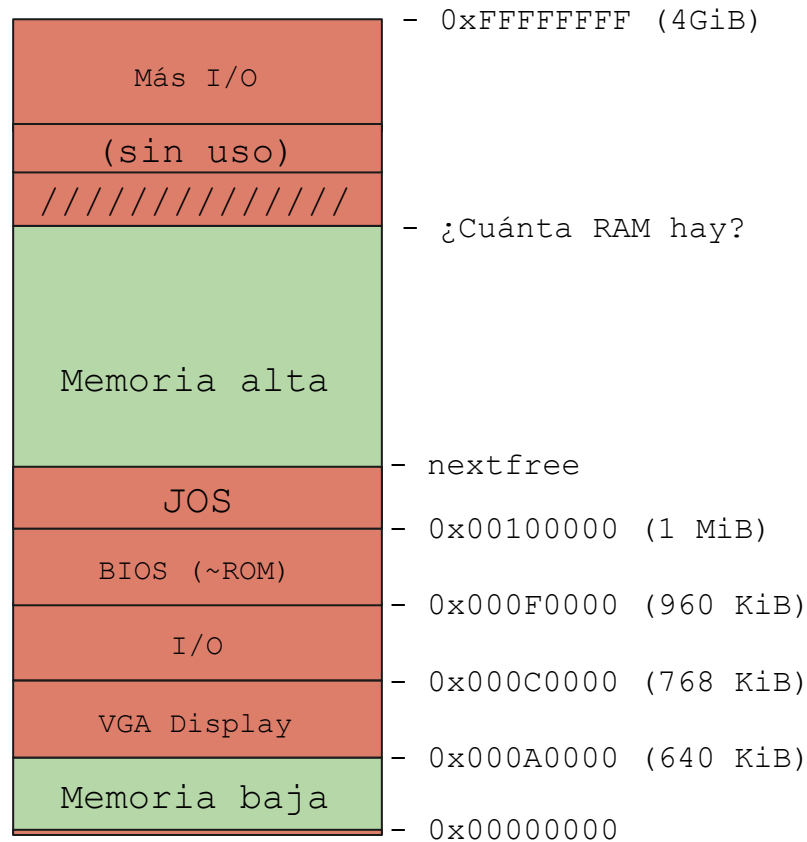 - 0xFFFFFFFF (4GiB)
Más I/O
(sin uso)
//////////////
- ¿Cuánta RAM hay?
Memoria alta
- nextfree
JOS
- 0x00100000 (1 MiB)
BIOS (~ROM)
- 0x000F0000 (960 KiB)
I/O
- 0x000C0000 (768 KiB)
VGA Display
- 0x000A0000 (640 KiB)
Memoria baja
- 0x00000000